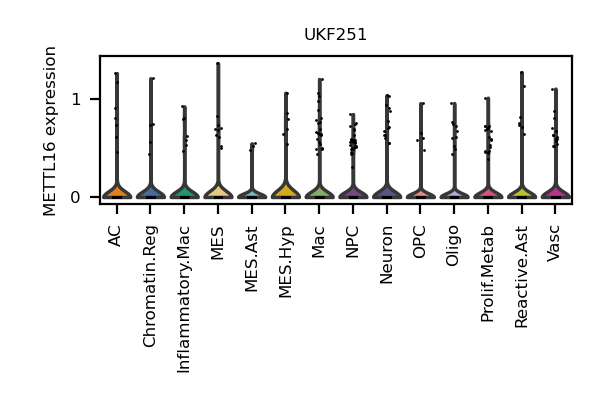 UKF251
METTL16 expression
1
0
AC
Chromatin.Reg
Inflammatory.Mac
MES
MES.Ast
MES.Hyp
Mac
NPC
Neuron
OPC
Oligo
Prolif.Metab
Reactive.Ast
Vasc